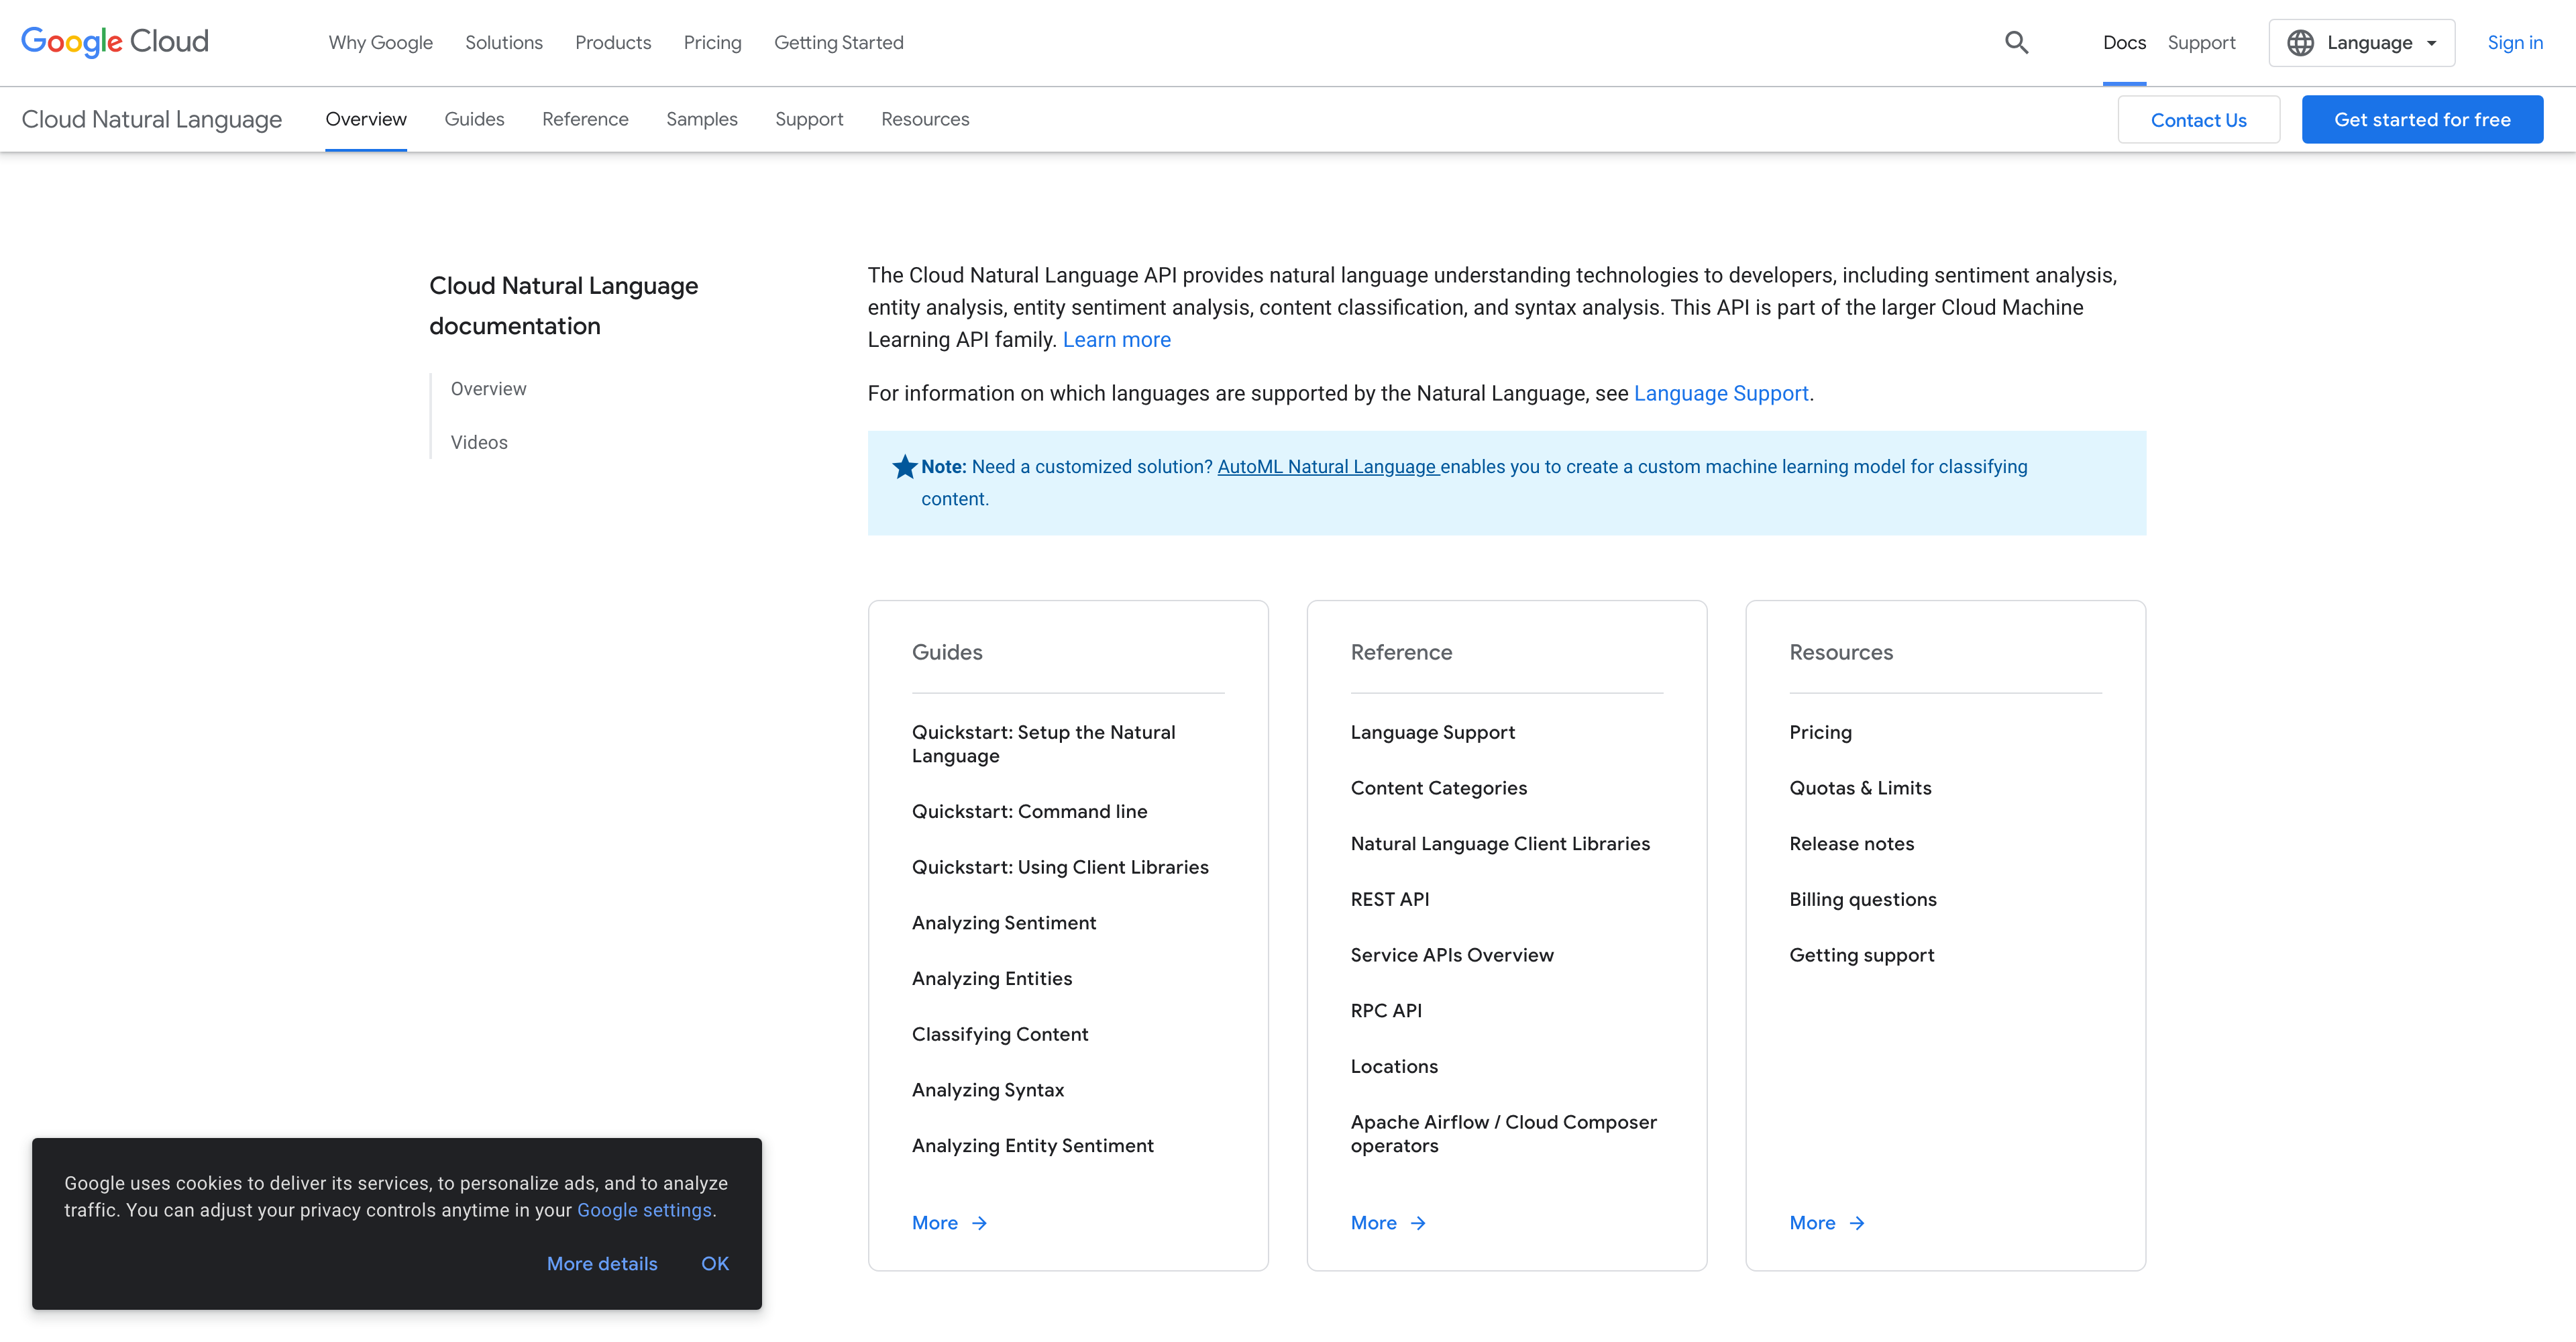 Google Cloud
Why Google
Solutions
Products
Pricing
Getting Started
Docs
Support
Language
Sign in
Cloud Natural Language
Overview
Guides
Reference
Samples
Support
Resources
Contact Us
Get started for free
Cloud Natural Language
documentation
Overview
Videos
The Cloud Natural Language API provides natural language understanding technologies to developers, including sentiment analysis,
entity analysis, entity sentiment analysis, content classification, and syntax analysis. This API is part of the larger Cloud Machine
Learning API family. Learn more
For information on which languages are supported by the Natural Language, see Language Support.
Note: Need a customized solution? AutoML Natural Language enables you to create a custom machine learning model for classifying
content.
Guides
Quickstart: Setup the Natural
Language
Quickstart: Command line
Quickstart: Using Client Libraries
Analyzing Sentiment
Analyzing Entities
Classifying Content
Analyzing Syntax
Analyzing Entity Sentiment
More
Reference
Language Support
Content Categories
Natural Language Client Libraries
REST API
Service APIs Overview
RPC API
Locations
Apache Airflow / Cloud Composer
operators
More
Resources
Pricing
Quotas & Limits
Release notes
Billing questions
Getting support
More
Google uses cookies to deliver its services, to personalize ads, and to analyze
traffic. You can adjust your privacy controls anytime in your Google settings.
More details
OK